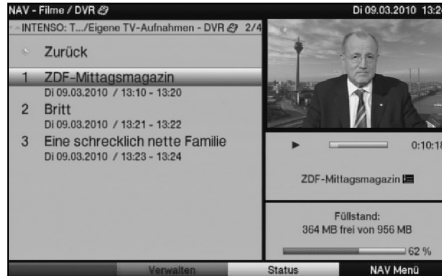 NAV - Filme / DVR
Di 09.03.2010 13:24
INTENSO: T.../Eigene TV-Aufnahmen - DVR 2/4
Zurück
1 ZDF-Mittagsmagazin
Di 09.03.2010 / 13:10 - 13:20
2 Britt
Di 09.03.2010 / 13:21 - 13:22
3 Eine schrecklich nette Familie
Di 09.03.2010 / 13:23 - 13:24
0:10:18
ZDF-Mittagsmagazin
Füllstand:
364 MB frei von 956 MB
62 %
Verwalten
Status
NAV Menü